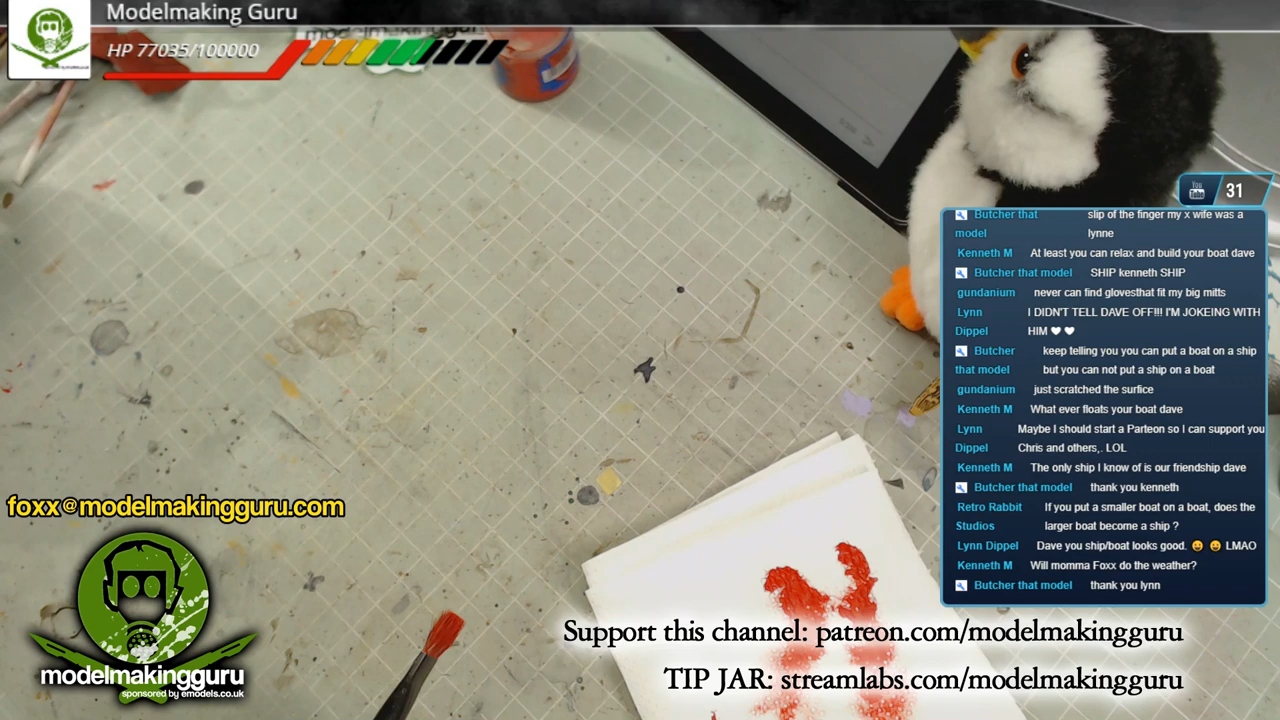 Modelmaking Guru
HP 77035/100000
modelmakingguru
You
Tube
31
Butcher that model slip of the finger my x wife was a
lynne
Kenneth M At least you can relax and build your boat dave
Butcher that model SHIP kenneth SHIP
gundanium never can find glovesthat fit my big mitts
Lynn Dippel I DIDN'T TELL DAVE OFF!!! I'M JOKEING WITH
HIM ♥ ♥
Butcher that model keep telling you you can put a boat on a ship
but you can not put a ship on a boat
gundanium just scratched the surfice
Kenneth M What ever floats your boat dave
Lynn Dippel Maybe I should start a Parteon so I can support you
Chris and others,. LOL
Kenneth M The only ship I know of is our friendship dave
Butcher that model thank you kenneth
Retro Rabbit Studios If you put a smaller boat on a boat, does the
larger boat become a ship ?
Lynn Dippel Dave you ship/boat looks good. 😀 😀 LMAO
Kenneth M Will momma Foxx do the weather?
Butcher that model thank you lynn
foxx@modelmakingguru.com
modelmakingguru
sponsored by emodels.co.uk
Support this channel: patreon.com/modelmakingguru
TIP JAR: streamlabs.com/modelmakingguru